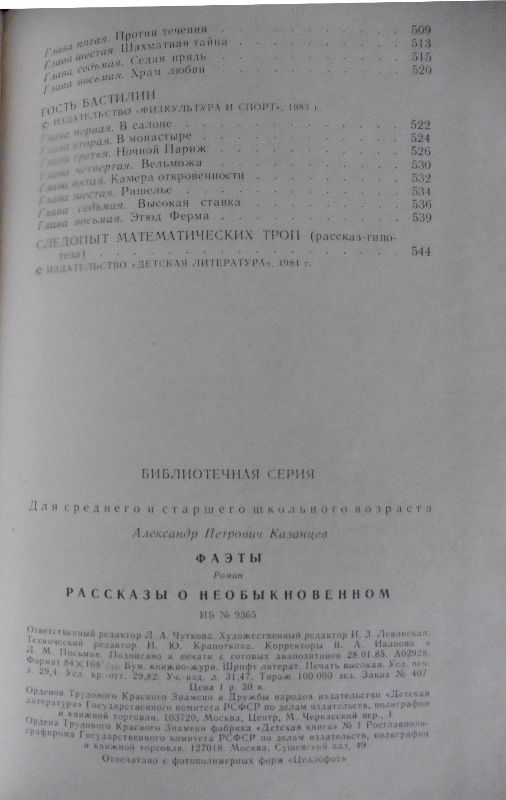 Глава пятая. Против течения . . . . . . . . . . 509
Глава шестая. Шахматная тайна . . . . . . . . . 513
Глава седьмая. Седая прядь . . . . . . . . . . 515
Глава восьмая. Храм любви . . . . . . . . . . 520
ГОСТЬ БАСТИЛИИ
© ИЗДАТЕЛЬСТВО «ФИЗКУЛЬТУРА И СПОРТ», 1983 г.
Глава первая. В салоне . . . . . . . . . . 522
Глава вторая. В монастыре . . . . . . . . . . 524
Глава третья. Ночной Париж . . . . . . . . . . 526
Глава четвертая. Вельможа . . . . . . . . . . 530
Глава пятая. Камера откровенности . . . . . . . . 532
Глава шестая. Ришелье . . . . . . . . . . 534
Глава седьмая. Высокая ставка . . . . . . . . . 536
Глава восьмая. Этюд Ферма . . . . . . . . . . 539
СЛЕДОПЫТ МАТЕМАТИЧЕСКИХ ТРОП (рассказ-гипо-
теза) . . . . . . . . . . . . 544
© ИЗДАТЕЛЬСТВО «ДЕТСКАЯ ЛИТЕРАТУРА», 1984 г.
БИБЛИОТЕЧНАЯ СЕРИЯ
Для среднего и старшего школьного возраста
Александр Петрович Казанцев
ФАЭТЫ
Роман
РАССКАЗЫ О НЕОБЫКНОВЕННОМ
ИБ № 9365
Ответственный редактор Л. А. Чуткова. Художественный редактор И. З. Левинская.
Технический редактор Н. Ю. Крапоткина. Корректоры В. А. Иванова и
Л. М. Письман. Подписано к печати с готовых диапозитивов 28.01.85. А02928.
Формат 84×108¹/₃₂. Бум. книжно-журн. Шрифт литерат. Печать высокая. Усл. печ.
л. 29,4. Усл. кр.-отт. 29,82. Уч.-изд. л. 31,47. Тираж 100 000 экз. Заказ № 407.
Цена 1 р. 30 к.
Орденов Трудового Красного Знамени и Дружбы народов издательство «Детская
литература» Государственного комитета РСФСР по делам издательств, полиграфии
и книжной торговли. 103720, Москва, Центр, М. Черкасский пер., 1
Ордена Трудового Красного Знамени фабрика «Детская книга» № 1 Росглавполи-
графпрома Государственного комитета РСФСР по делам издательств, полиграфии
и книжной торговли. 127018, Москва, Сущевский вал, 49
Отпечатано с фотополимерных форм «Целлофот»